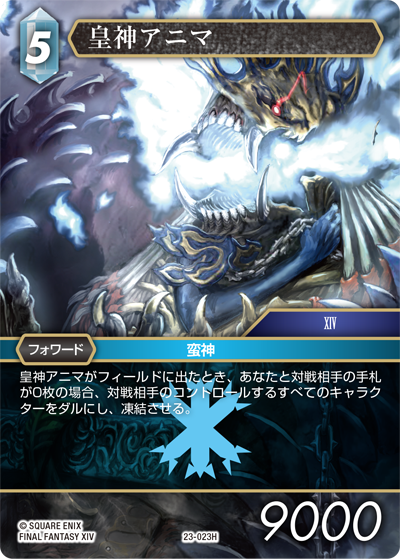 5
皇神アニマ
XIV
フォワード
蛮神
皇神アニマがフィールドに出たとき、あなたと対戦相手の手札
が0枚の場合、対戦相手のコントロールするすべてのキャラク
ターをダルにし、凍結させる。
© SQUARE ENIX
FINAL FANTASY XIV
23-023H
9000